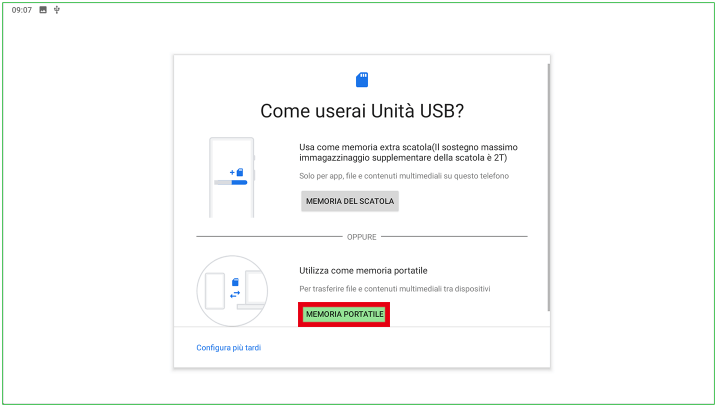 09:07
Come userai Unità USB?
Usa come memoria extra scatola(Il sostegno massimo
immagazzinaggio supplementare della scatola è 2T)
Solo per app, file e contenuti multimediali su questo telefono
MEMORIA DEL SCATOLA
OPPURE
Utilizza come memoria portatile
Per trasferire file e contenuti multimediali tra dispositivi
MEMORIA PORTATILE
Configura più tardi